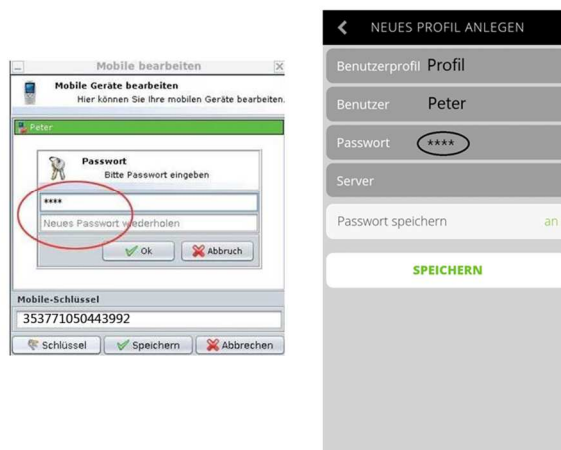 Mobile bearbeiten
Mobile Geräte bearbeiten
Hier können Sie Ihre mobilen Geräte bearbeiten.
Peter
Passwort
Bitte Passwort eingeben
****
Neues Passwort wiederholen
Ok
Abbruch
Mobile-Schlüssel
353771050443992
Schlüssel
Speichern
Abbrechen
NEUES PROFIL ANLEGEN
Benutzerprofil Profil
Benutzer Peter
Passwort ****
Server
Passwort speichern an
SPEICHERN